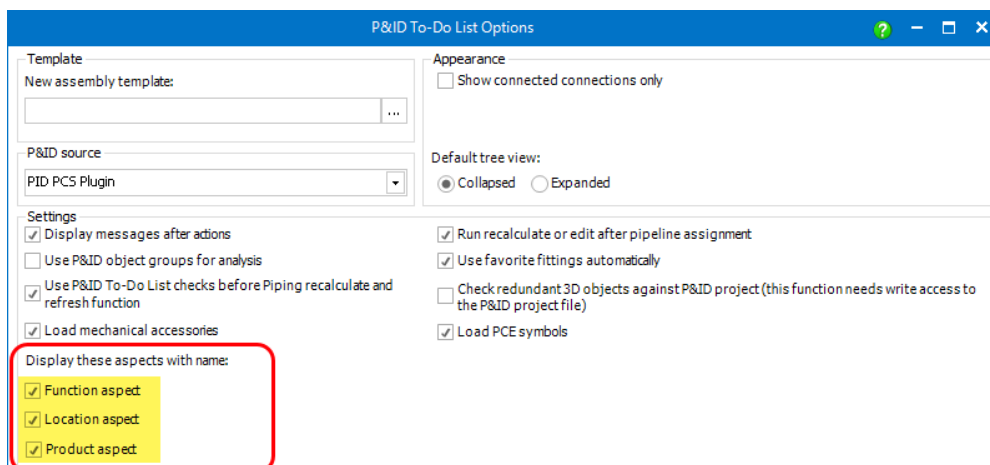 P&ID To-Do List Options
Template
New assembly template:
...
P&ID source
PID PCS Plugin
Appearance
Show connected connections only
Default tree view:
Collapsed Expanded
Settings
Display messages after actions
Use P&ID object groups for analysis
Use P&ID To-Do List checks before Piping recalculate and
refresh function
Load mechanical accessories
Run recalculate or edit after pipeline assignment
Use favorite fittings automatically
Check redundant 3D objects against P&ID project (this function needs write access to
the P&ID project file)
Load PCE symbols
Display these aspects with name:
Function aspect
Location aspect
Product aspect